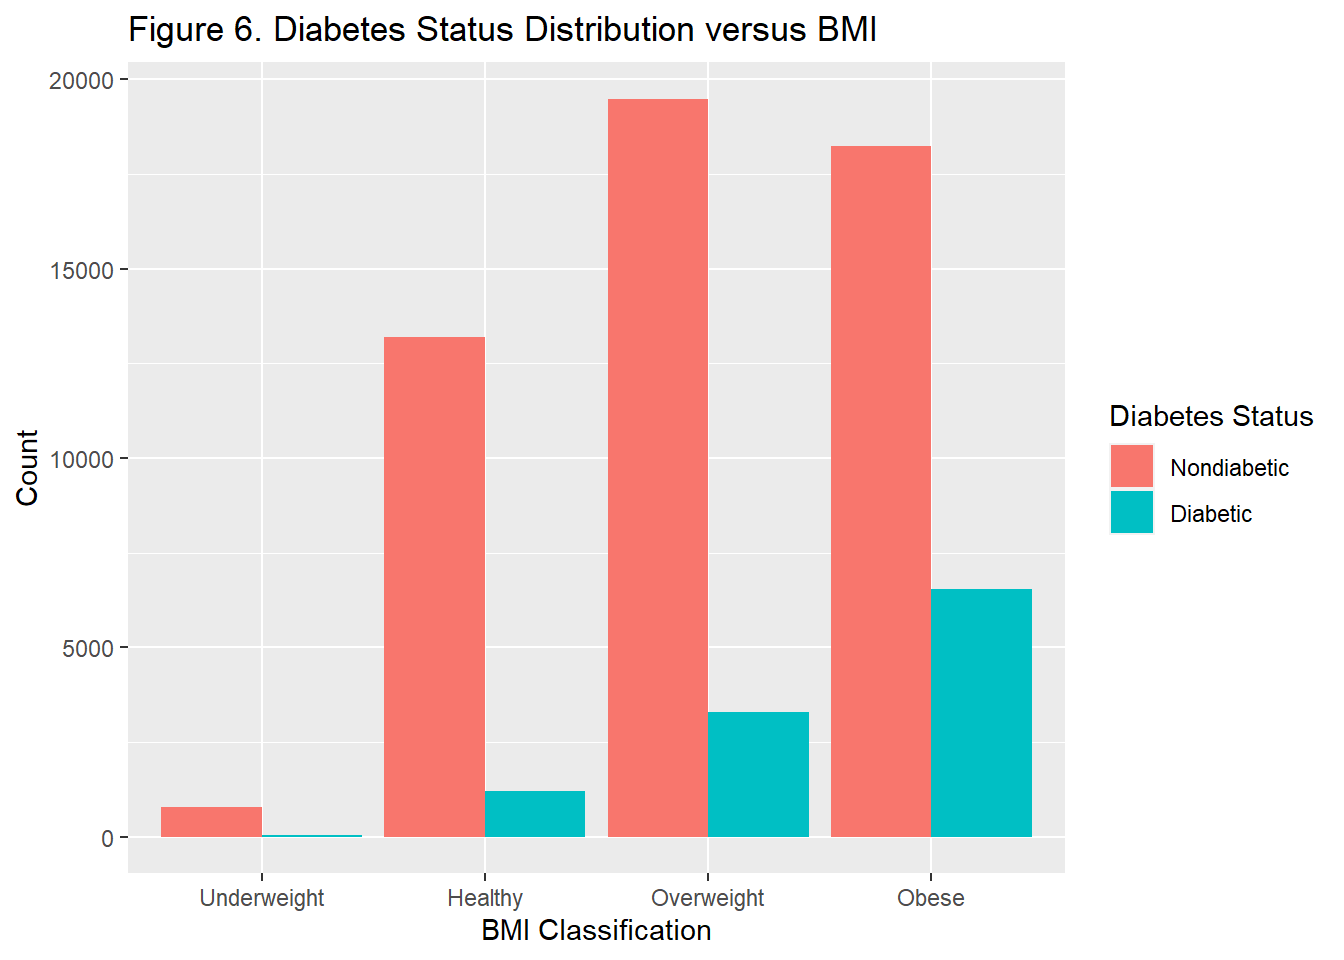 Figure 6. Diabetes Status Distribution versus BMI
20000
15000
10000
5000
0
Count
Underweight Healthy Overweight Obese
BMI Classification
Diabetes Status
Nondiabetic
Diabetic